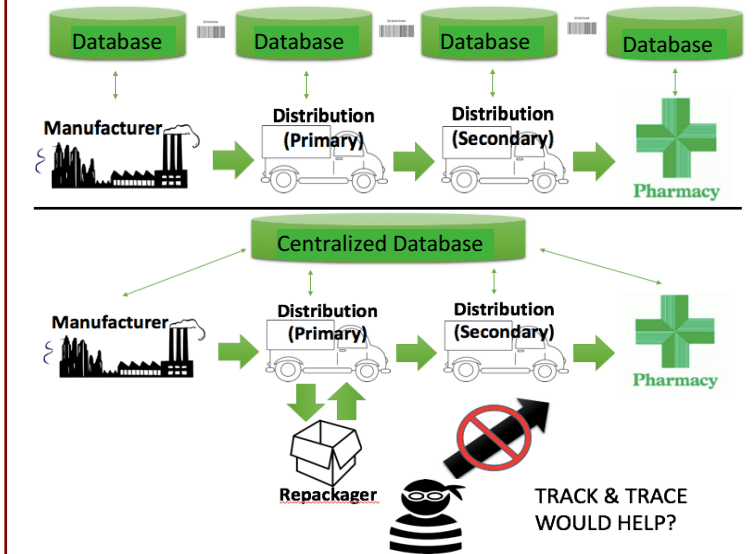 Database
Database
Database
Database
Manufacturer
Distribution
(Primary)
Distribution
(Secondary)
Pharmacy
Centralized Database
Manufacturer
Distribution
(Primary)
Distribution
(Secondary)
Pharmacy
Repackager
TRACK & TRACE
WOULD HELP?